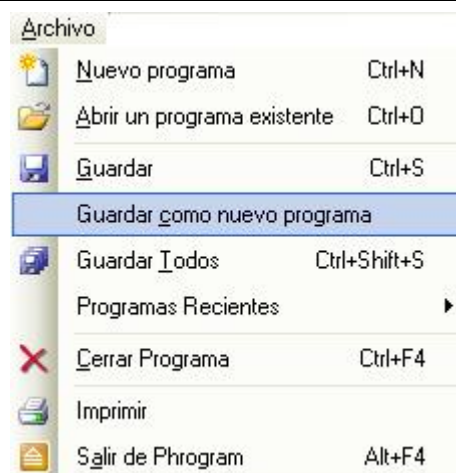 Archivo
Nuevo programa Ctrl+N
Abrir un programa existente Ctrl+O
Guardar Ctrl+S
Guardar como nuevo programa
Guardar Todos Ctrl+Shift+S
Programas Recientes
Cerrar Programa Ctrl+F4
Imprimir
Salir de Phrogram Alt+F4